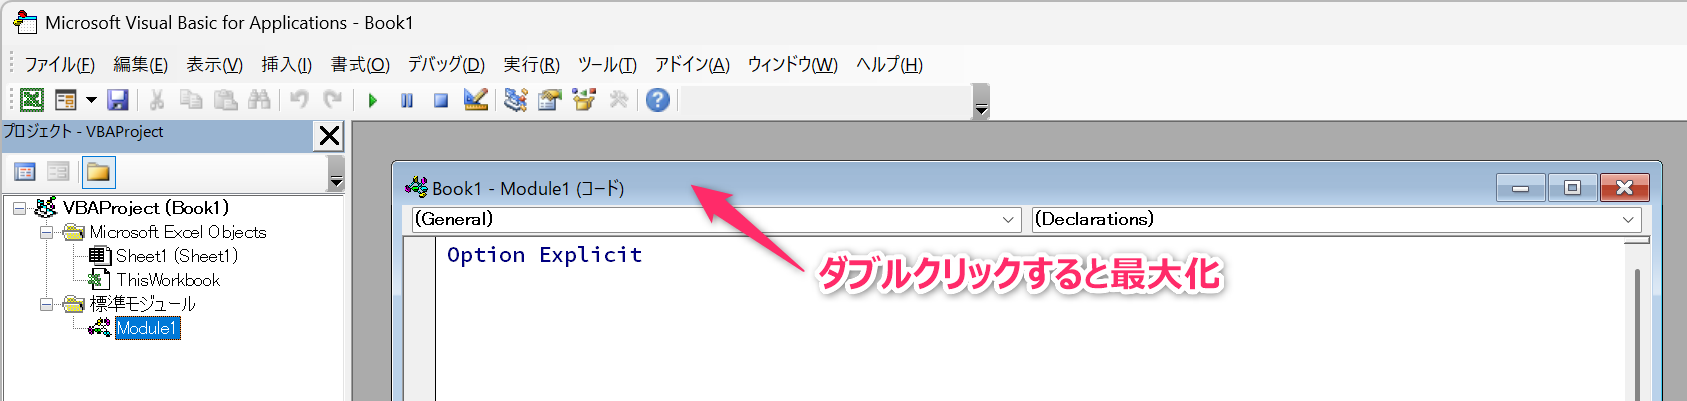 Microsoft Visual Basic for Applications - Book1
ファイル(F) 編集(E) 表示(V) 挿入(I) 書式(O) デバッグ(D) 実行(R) ツール(T) アドイン(A) ウィンドウ(W) ヘルプ(H)
プロジェクト - VBAProject
VBAProject (Book1)
Microsoft Excel Objects
Sheet1 (Sheet1)
ThisWorkbook
標準モジュール
Module1
Book1 - Module1 (コード)
(General) (Declarations)
Option Explicit
ダブルクリックすると最大化